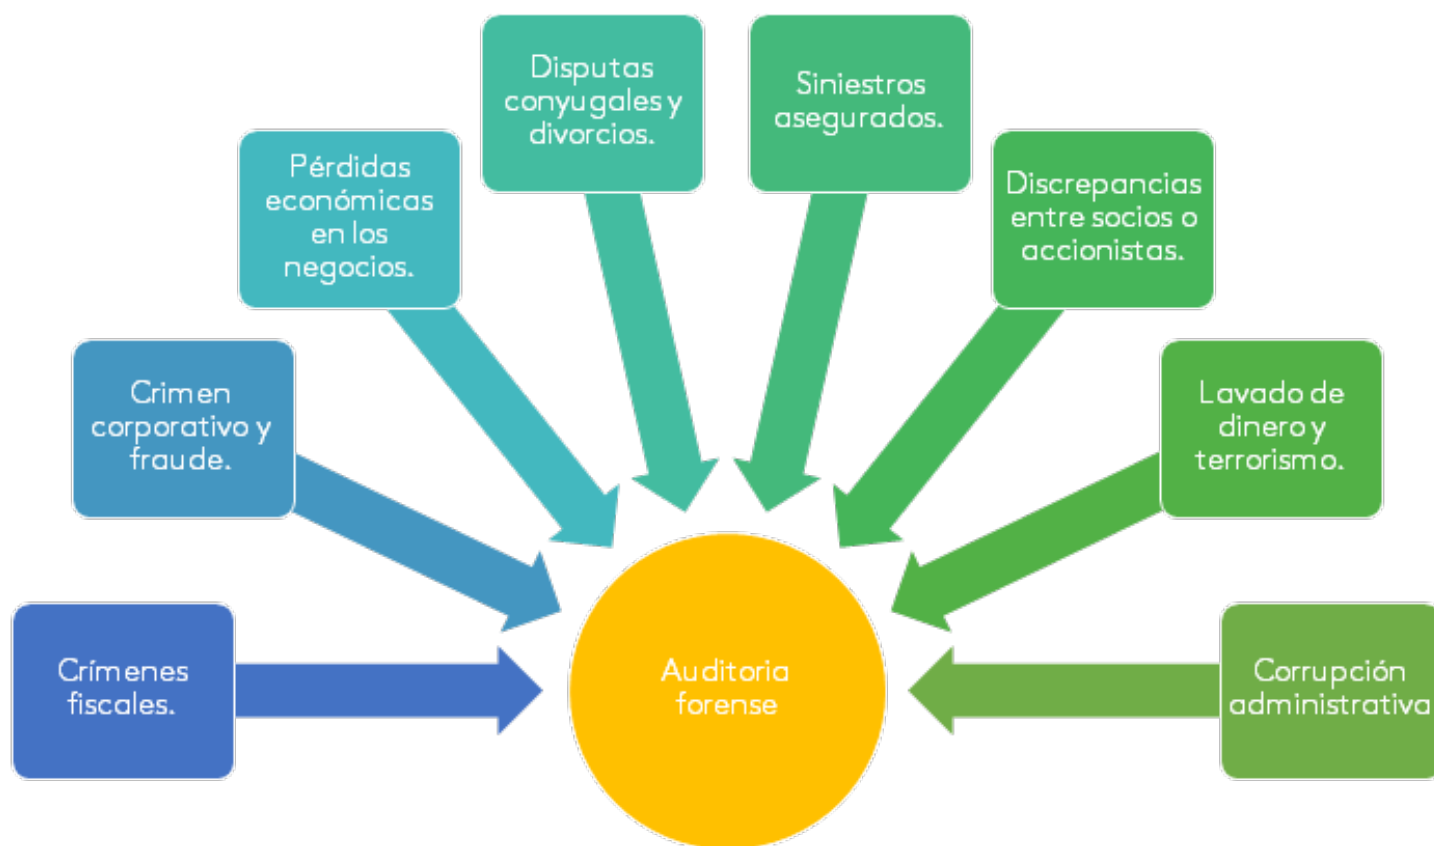 Disputas
conyugales y
divorcios.
Siniestros
asegurados.
Pérdidas
económicas
en los
negocios.
Discrepancias
entre socios o
accionistas.
Crimen
corporativo y
fraude.
Lavado de
dinero y
terrorismo.
Crímenes
fiscales.
Auditoria
forense
Corrupción
administrativa